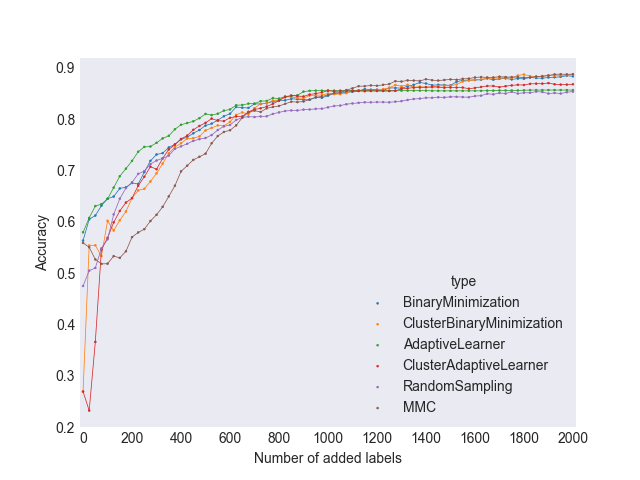 0.9
0.8
0.7
0.6
0.5
0.4
0.3
0.2
Accuracy
type
BinaryMinimization
ClusterBinaryMinimization
AdaptiveLearner
ClusterAdaptiveLearner
RandomSampling
MMC
0 200 400 600 800 1000 1200 1400 1600 1800 2000
Number of added labels